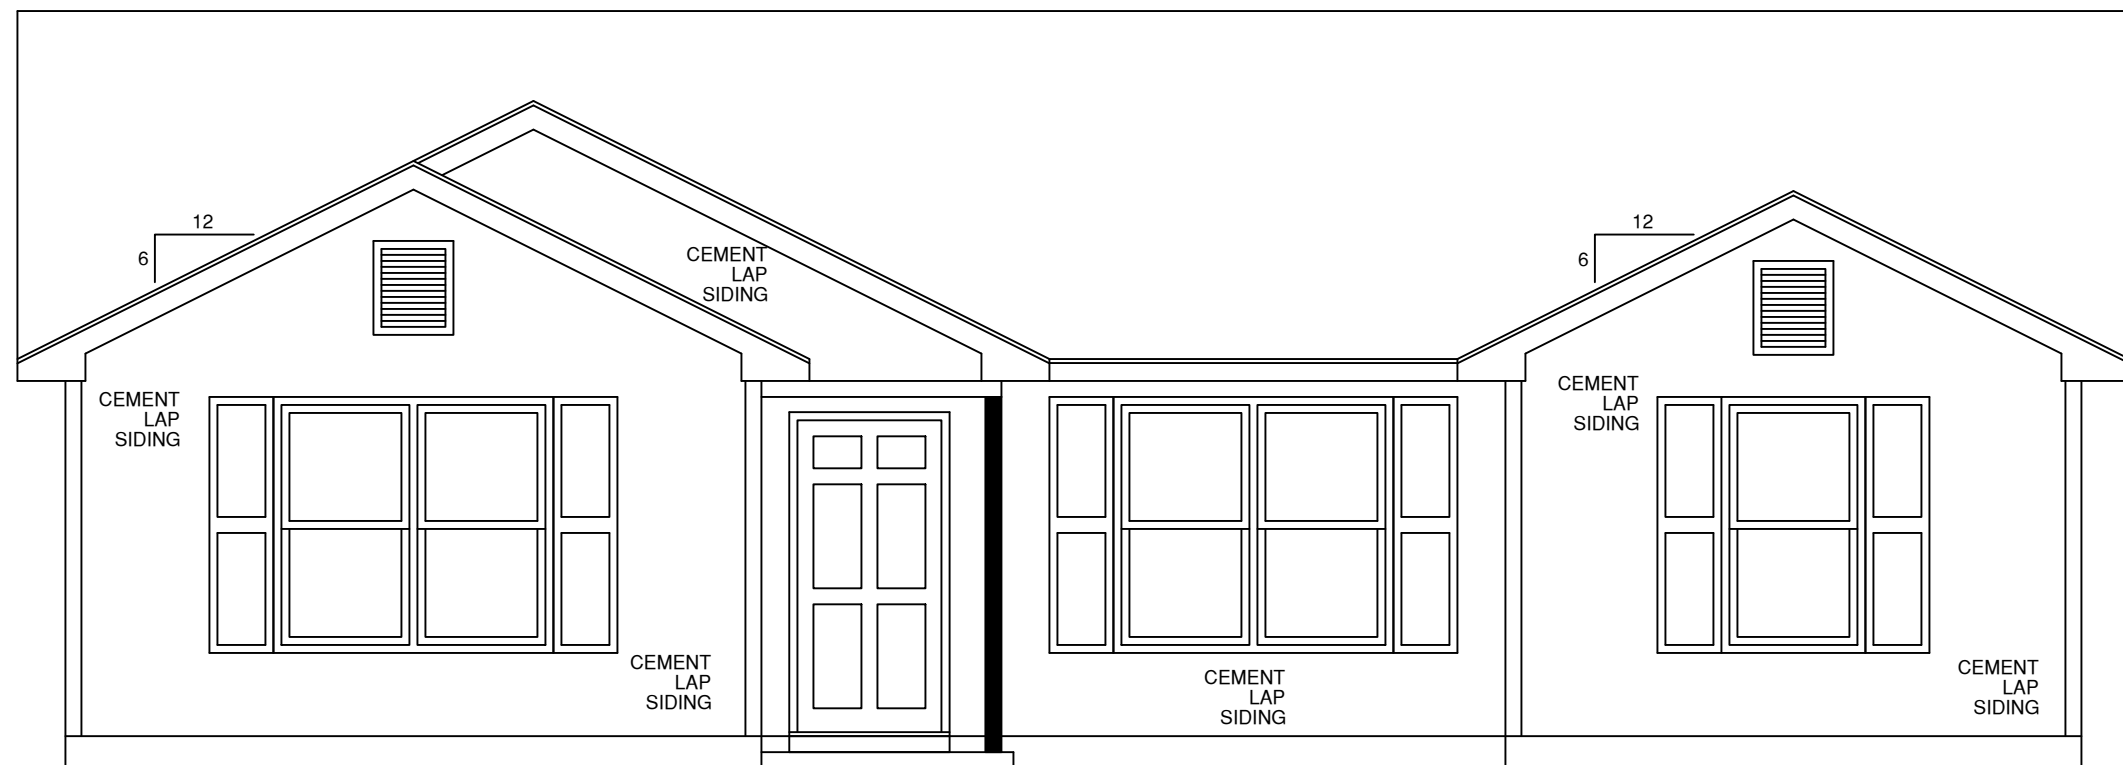 12
6
CEMENT
LAP
SIDING
12
6
CEMENT
LAP
SIDING
CEMENT
LAP
SIDING
CEMENT
LAP
SIDING
CEMENT
LAP
SIDING
CEMENT
LAP
SIDING